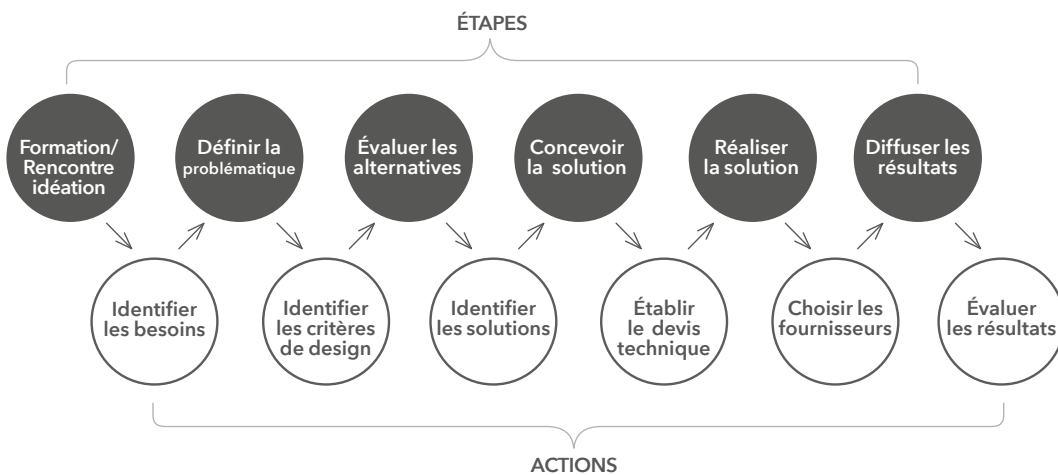 ÉTAPES
Formation/
Rencontre
idéation
Définir la
problématique
Évaluer les
alternatives
Concevoir
la solution
Réaliser
la solution
Diffuser les
résultats
Identifier
les besoins
Identifier
les critères
de design
Identifier
les solutions
Établir
le devis
technique
Choisir les
fournisseurs
Évaluer
les résultats
ACTIONS